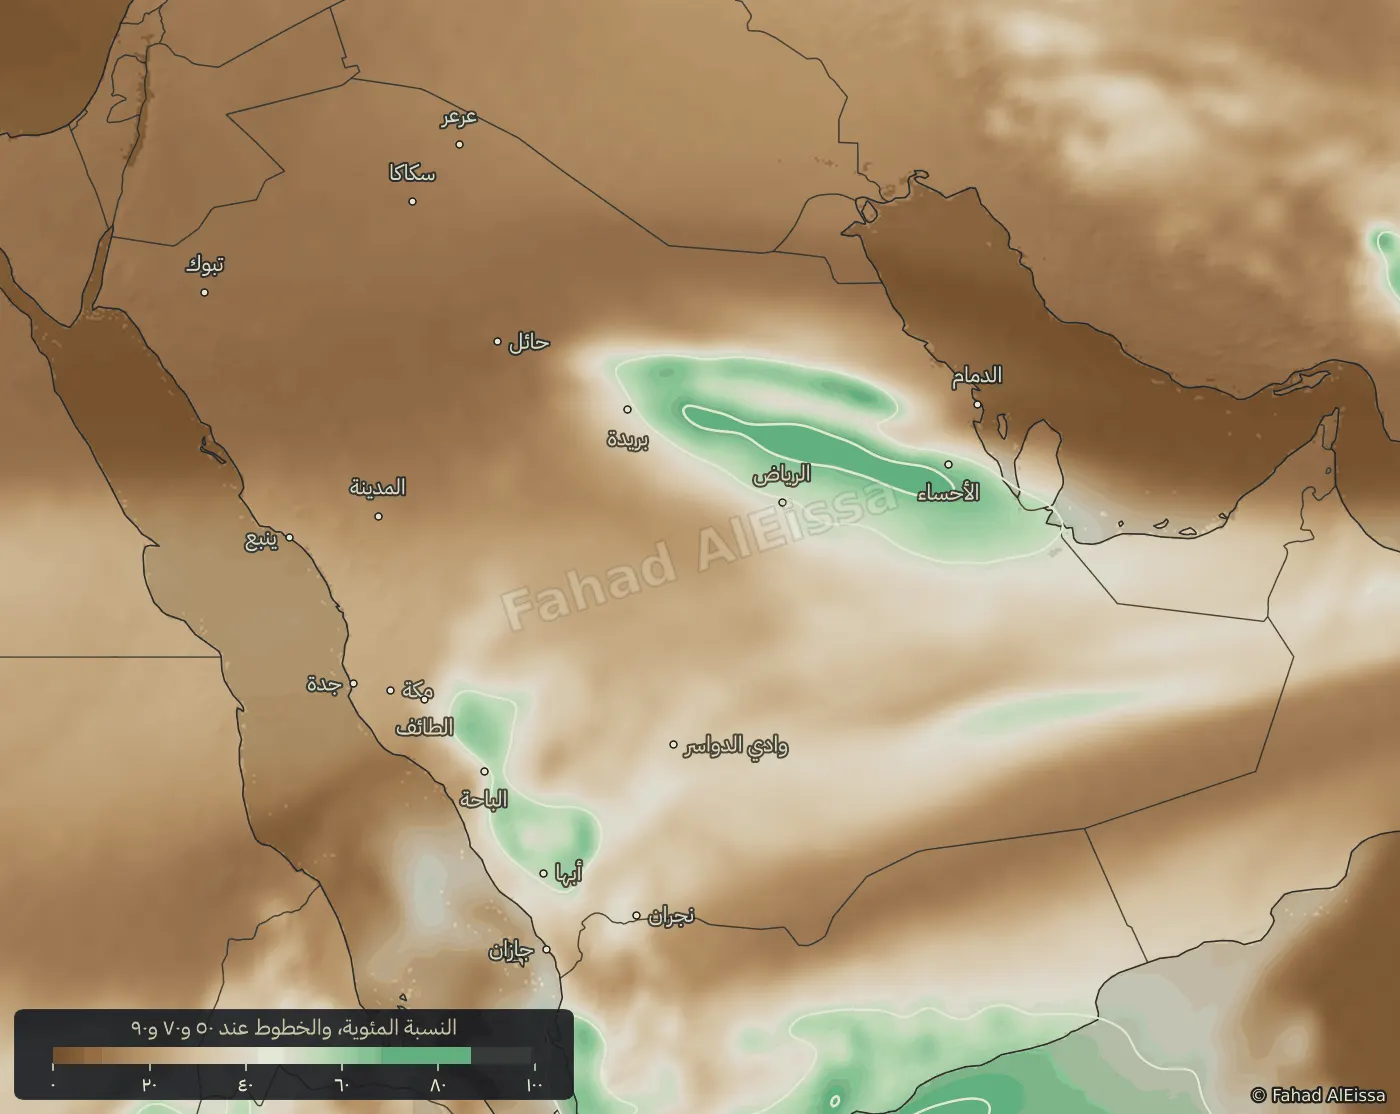 عرعر
سكاكا
تبوك
حائل
الدمام
بريدة
الرياض
الأحساء
المدينة
ينبع
Fahad AlEissa
جدة
مكة
الطائف
وادي الدواسر
الباحة
أبها
نجران
جازان
النسبة المئوية، والخطوط عند ٥٠ و٧٠ و٩٠
٠ ٢٠ ٤٠ ٦٠ ٨٠ ١٠٠
© Fahad AlEissa